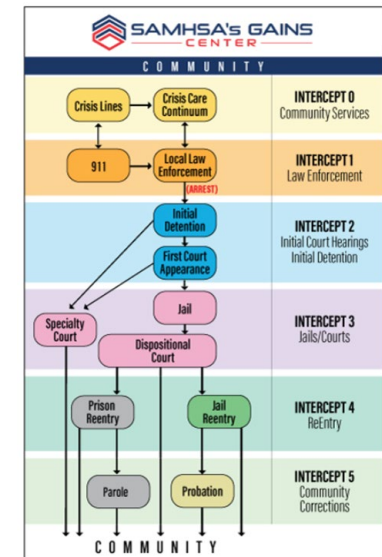 SAMHSA's GAINS
CENTER
COMMUNITY
Crisis Lines
Crisis Care
Continuum
INTERCEPT 0
Community Services
911
Local Law
Enforcement
INTERCEPT 1
Law Enforcement
(ARREST)
Initial
Detention
First Court
Appearance
INTERCEPT 2
Initial Court Hearings
Initial Detention
Jail
Specialty
Court
Dispositional
Court
INTERCEPT 3
Jails/Courts
Prison
Reentry
Jail
Reentry
INTERCEPT 4
ReEntry
Parole
Probation
INTERCEPT 5
Community
Corrections
COMMUNITY